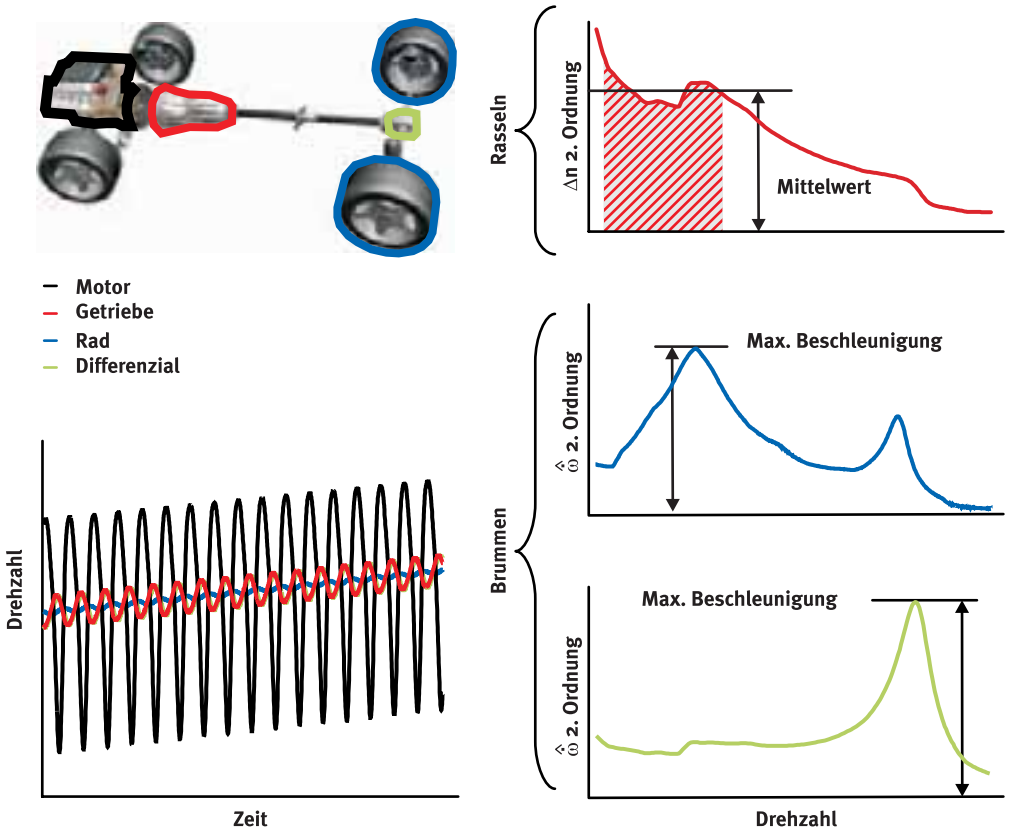 Motor
Getriebe
Rad
Differenzial
Drehzahl
Zeit
Rasseln
Δn 2. Ordnung
Mittelwert
Brummen
ω̂ 2. Ordnung
Max. Beschleunigung
ω̂ 2. Ordnung
Max. Beschleunigung
Drehzahl